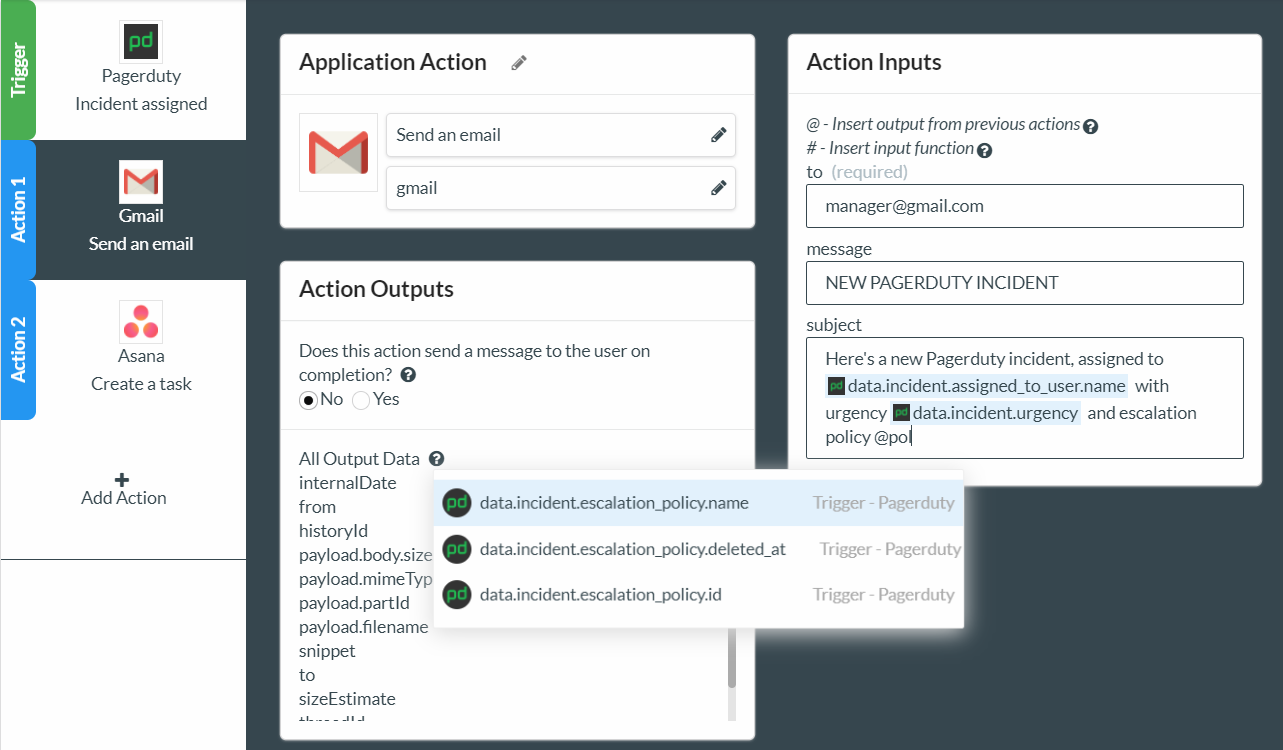 Trigger
pd
Pagerduty
Incident assigned
Action 1
Gmail
Send an email
Action 2
Asana
Create a task
Add Action
Application Action
Send an email
gmail
Action Outputs
Does this action send a message to the user on
completion? ?
No Yes
All Output Data ?
internalDate
from
historyId
payload.body.size
payload.mimeTyp
payload.partId
payload.filename
snippet
to
sizeEstimate
threadId
Action Inputs
@ - Insert output from previous actions ?
# - Insert input function ?
to (required)
manager@gmail.com
message
NEW PAGERDUTY INCIDENT
subject
Here's a new Pagerduty incident, assigned to
pd data.incident.assigned_to_user.name with
urgency pd data.incident.urgency and escalation
policy @pol
pd data.incident.escalation_policy.name Trigger - Pagerduty
pd data.incident.escalation_policy.deleted_at Trigger - Pagerduty
pd data.incident.escalation_policy.id Trigger - Pagerduty